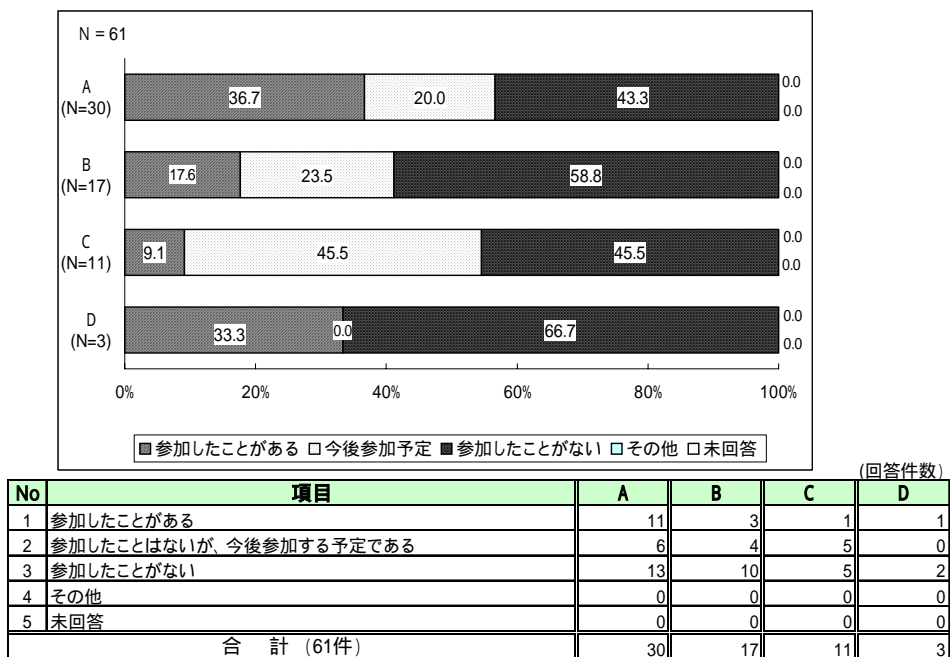 N = 61
A
(N=30)
36.7 20.0 43.3 0.0
0.0
B
(N=17)
17.6 23.5 58.8 0.0
0.0
C
(N=11)
9.1 45.5 45.5 0.0
0.0
D
(N=3)
33.3 0.0 66.7 0.0
0.0
0% 20% 40% 60% 80% 100%
参加したことがある 今後参加予定 参加したことがない その他 未回答
(回答件数)
No 項目 A B C D
1 参加したことがある 11 3 1 1
2 参加したことはないが、今後参加する予定である 6 4 5 0
3 参加したことがない 13 10 5 2
4 その他 0 0 0 0
5 未回答 0 0 0 0
合 計 (61件) 30 17 11 3